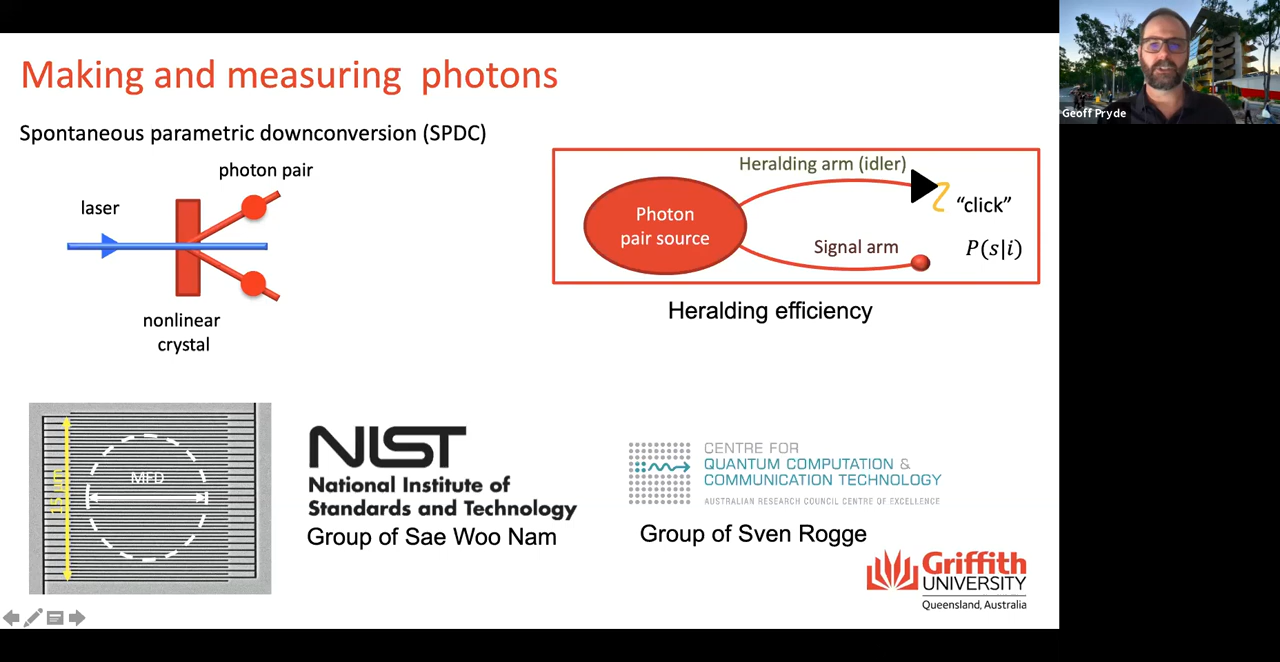 Making and measuring photons
Geoff Pryde
Spontaneous parametric downconversion (SPDC)
photon pair
laser
nonlinear
crystal
Heralding arm (idler)
Photon
pair source
"click"
Signal arm
P(s|i)
Heralding efficiency
MFD
NIST
National Institute of
Standards and Technology
Group of Sae Woo Nam
CENTRE FOR
QUANTUM COMPUTATION &
COMMUNICATION TECHNOLOGY
AUSTRALIAN RESEARCH COUNCIL CENTRE OF EXCELLENCE
Group of Sven Rogge
Griffith
UNIVERSITY
Queensland, Australia